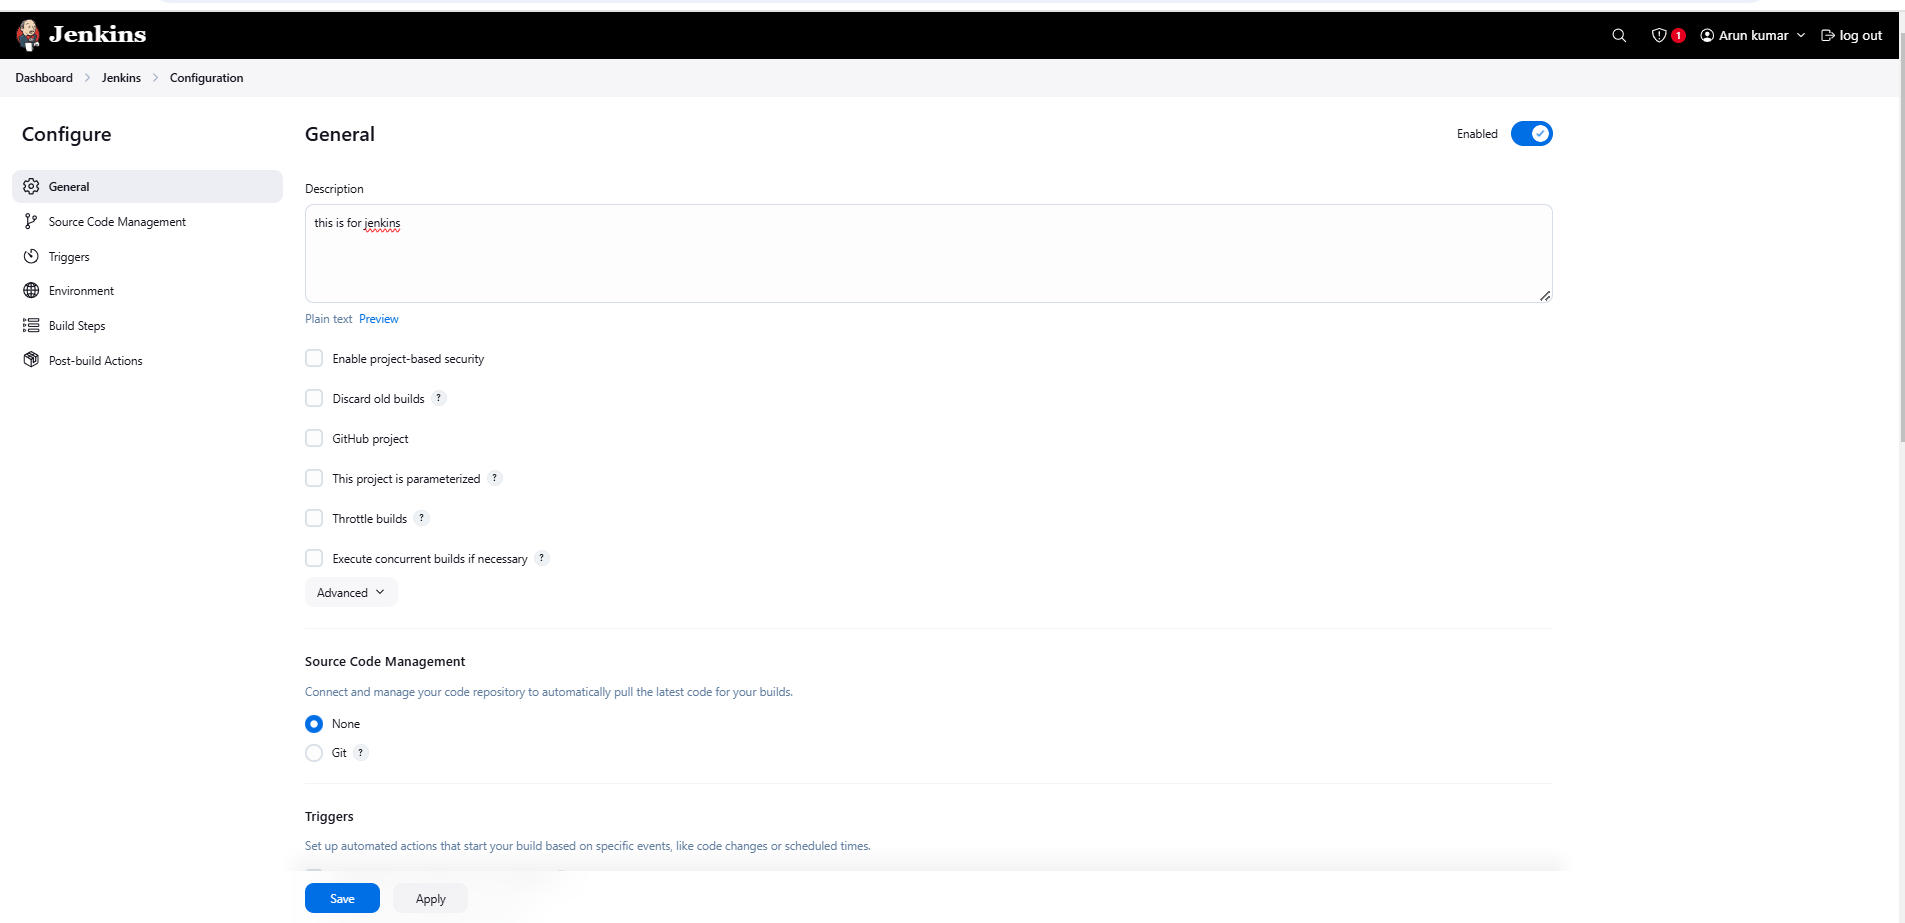 Jenkins
1
Arun kumar
log out
Dashboard > Jenkins > Configuration
Configure
General
Source Code Management
Triggers
Environment
Build Steps
Post-build Actions
General
Enabled
Description
this is for jenkins
Plain text Preview
Enable project-based security
Discard old builds ?
GitHub project
This project is parameterized ?
Throttle builds ?
Execute concurrent builds if necessary ?
Advanced
Source Code Management
Connect and manage your code repository to automatically pull the latest code for your builds.
None
Git ?
Triggers
Set up automated actions that start your build based on specific events, like code changes or scheduled times.
Save
Apply